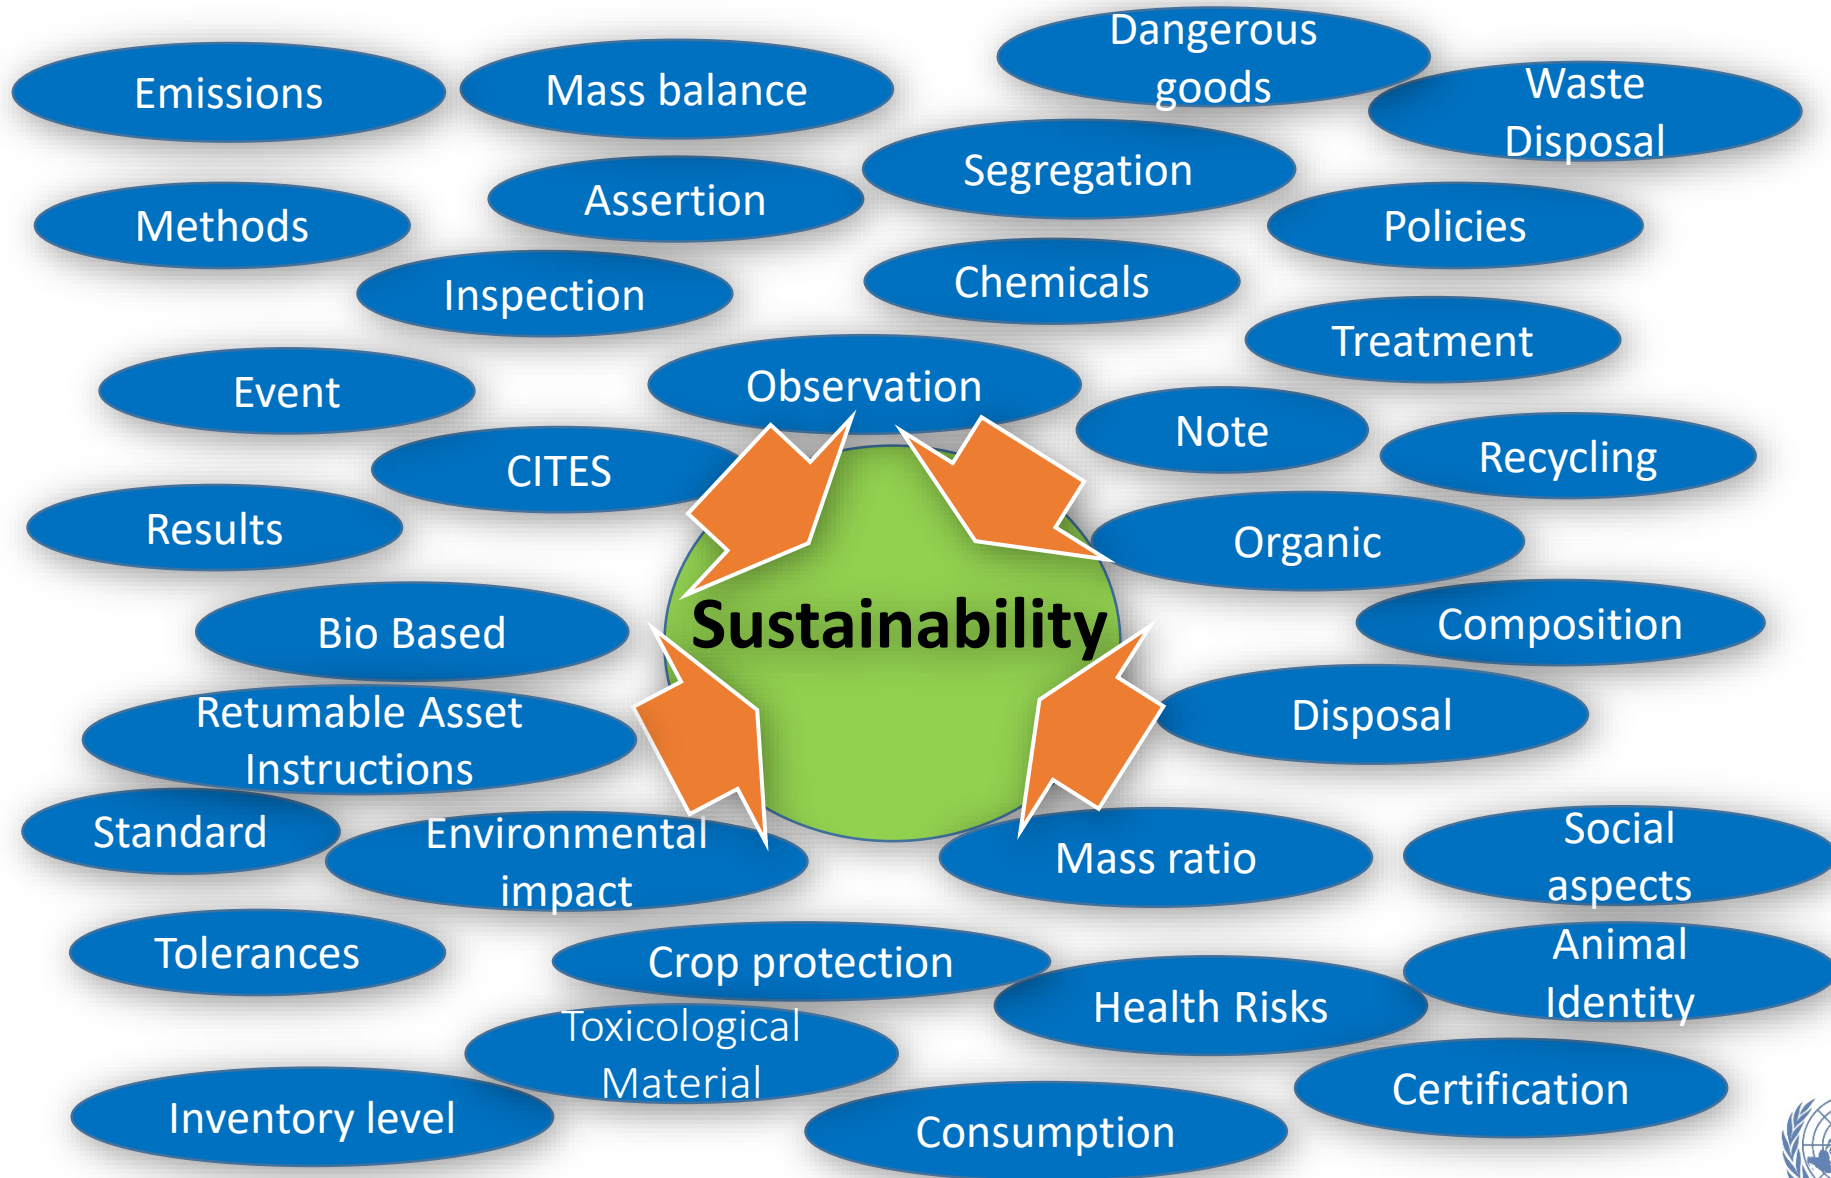 Dangerous
goods
Emissions
Mass balance
Waste
Disposal
Segregation
Assertion
Methods
Policies
Inspection
Chemicals
Treatment
Event
Observation
Note
CITES
Recycling
Results
Organic
Bio Based
Sustainability
Composition
Retumable Asset
Instructions
Disposal
Standard
Environmental
impact
Mass ratio
Social
aspects
Tolerances
Crop protection
Animal
Identity
Health Risks
Toxicological
Material
Certification
Inventory level
Consumption